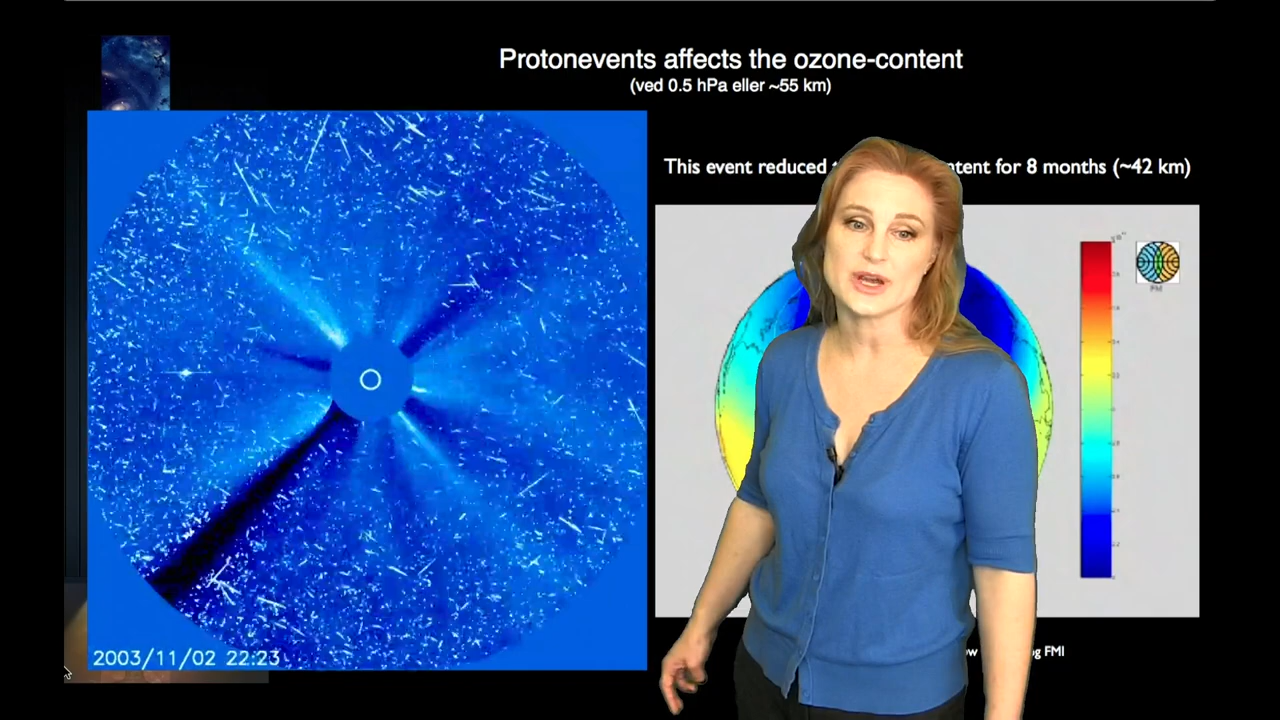 Protonevents affects the ozone-content
(ved 0.5 hPa eller ~55 km)
This event reduced for 8 months (~42 km)
FMI
2003/11/02 22:23
FMI